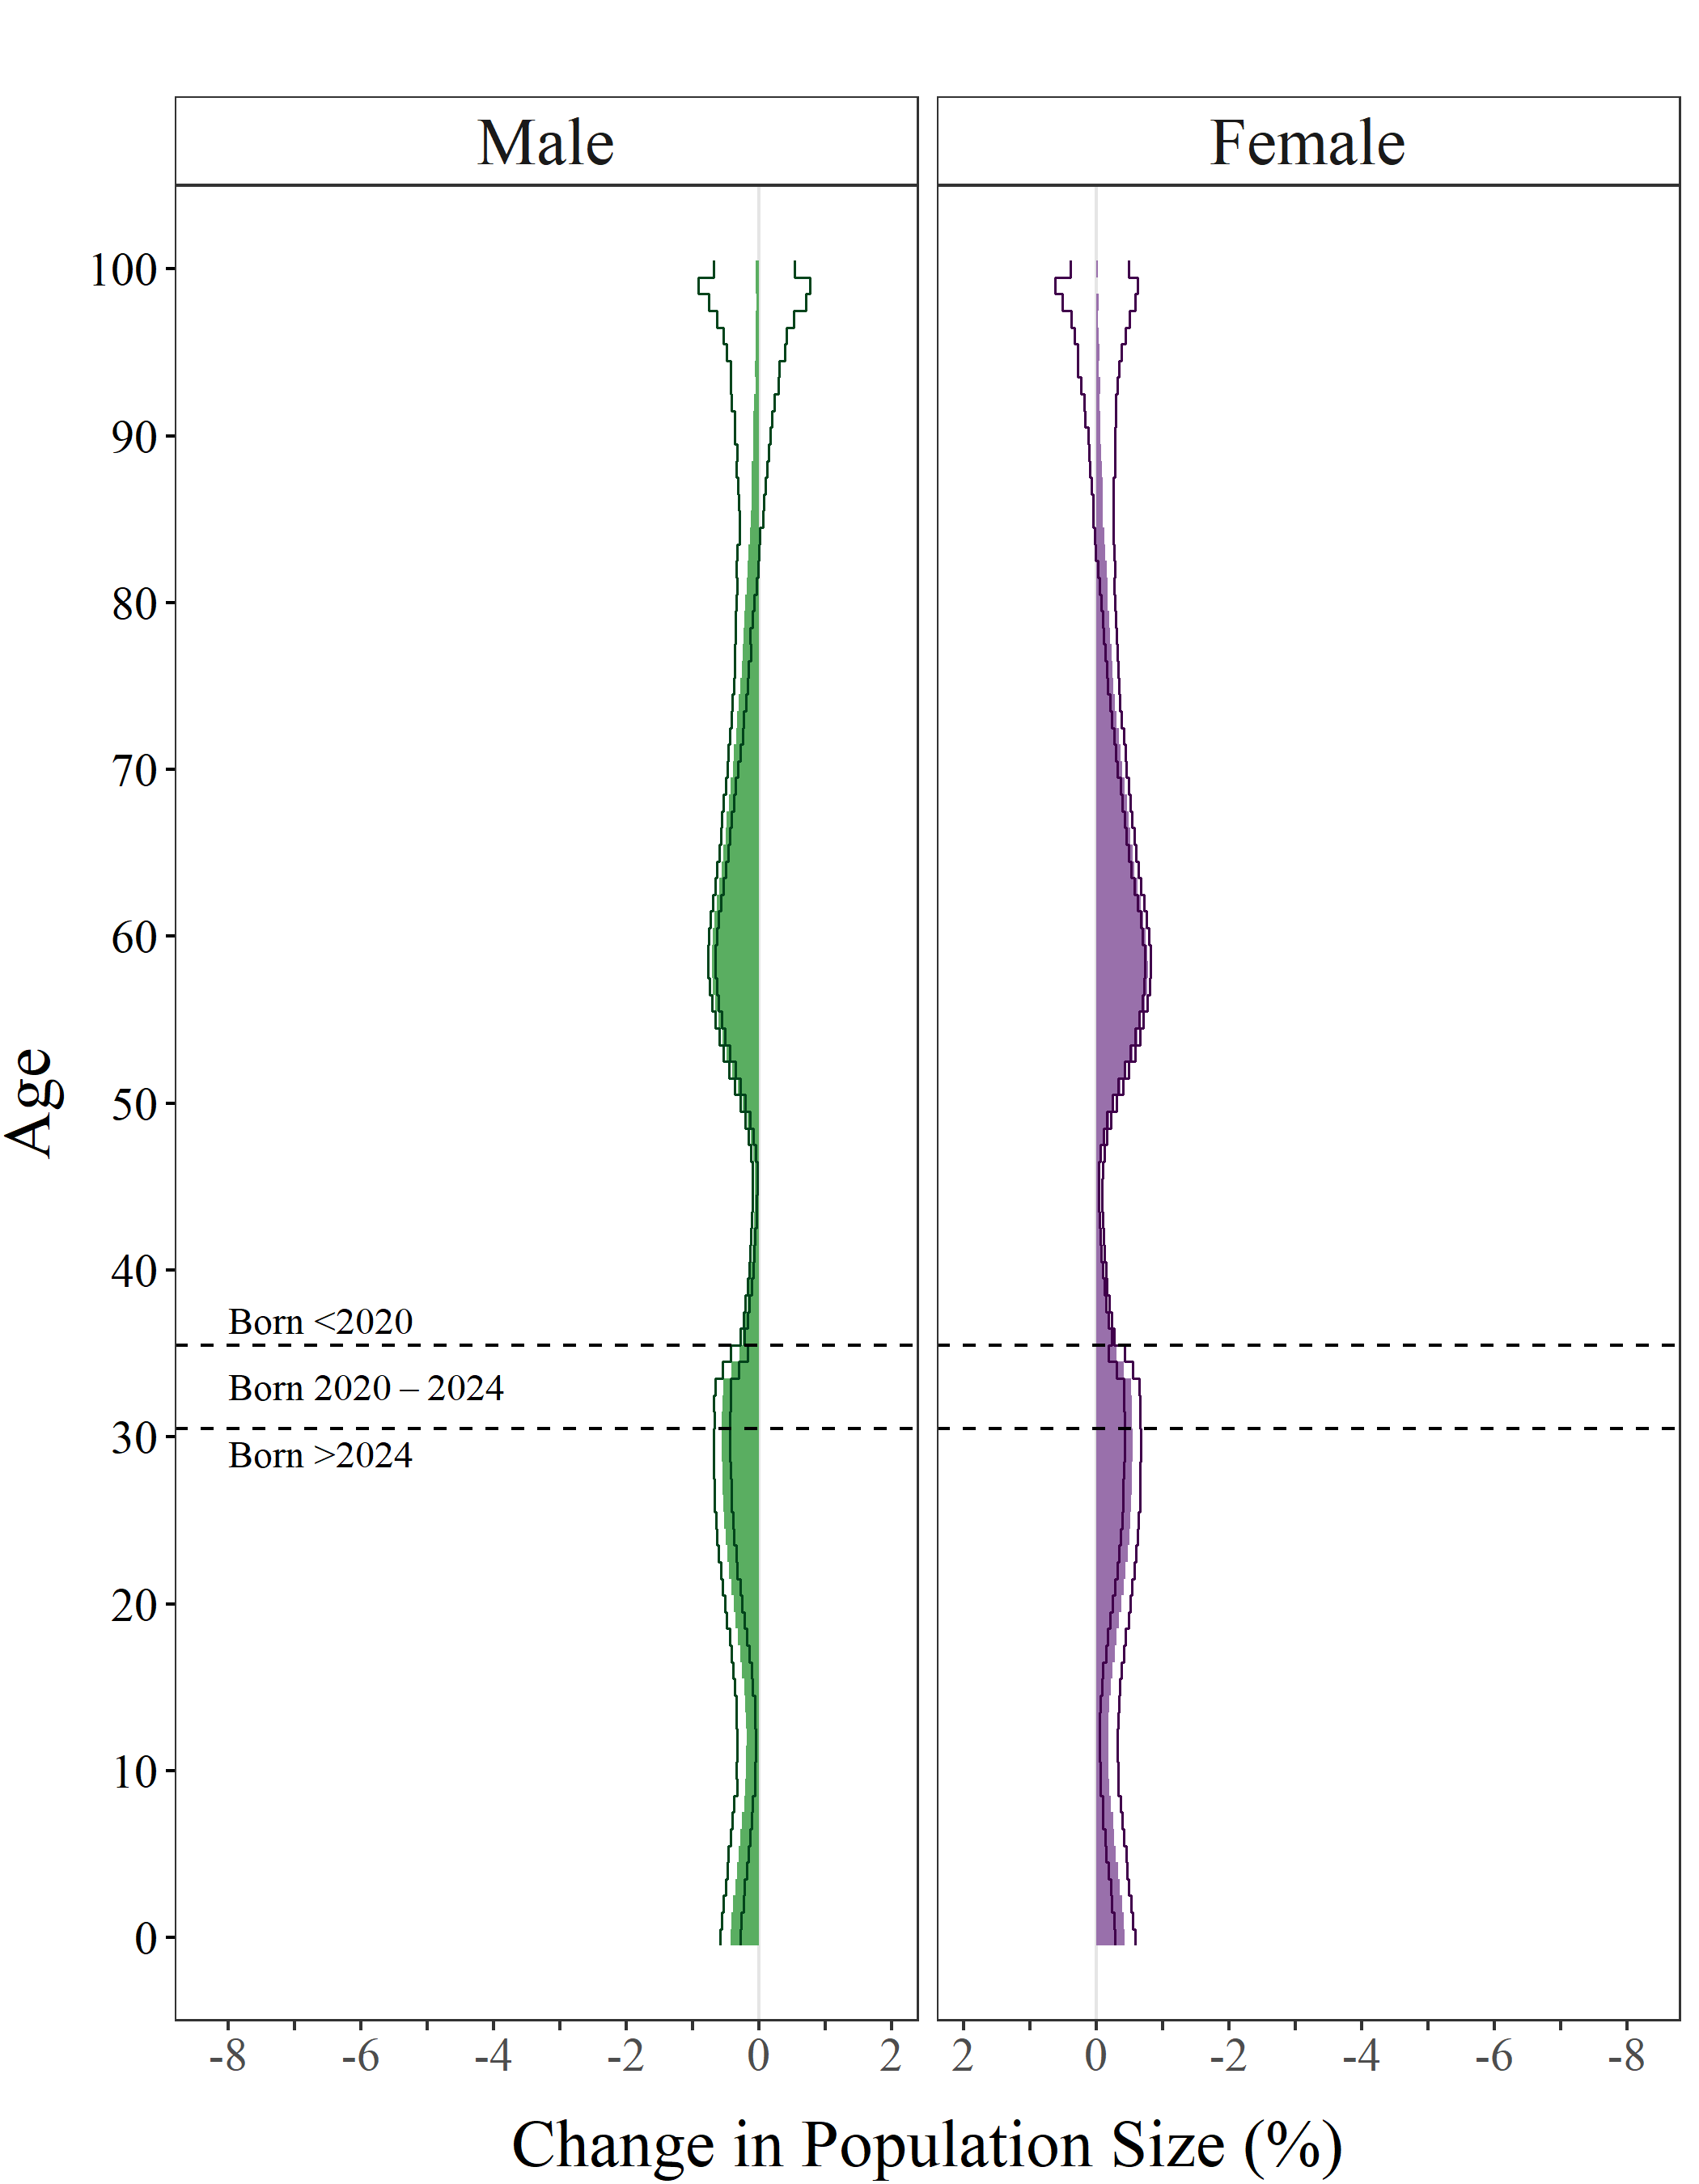 Male
Female
100
90
80
70
60
50
40
30
20
10
0
Age
Born <2020
Born 2020 – 2024
Born >2024
-8 -6 -4 -2 0 2
2 0 -2 -4 -6 -8
Change in Population Size (%)